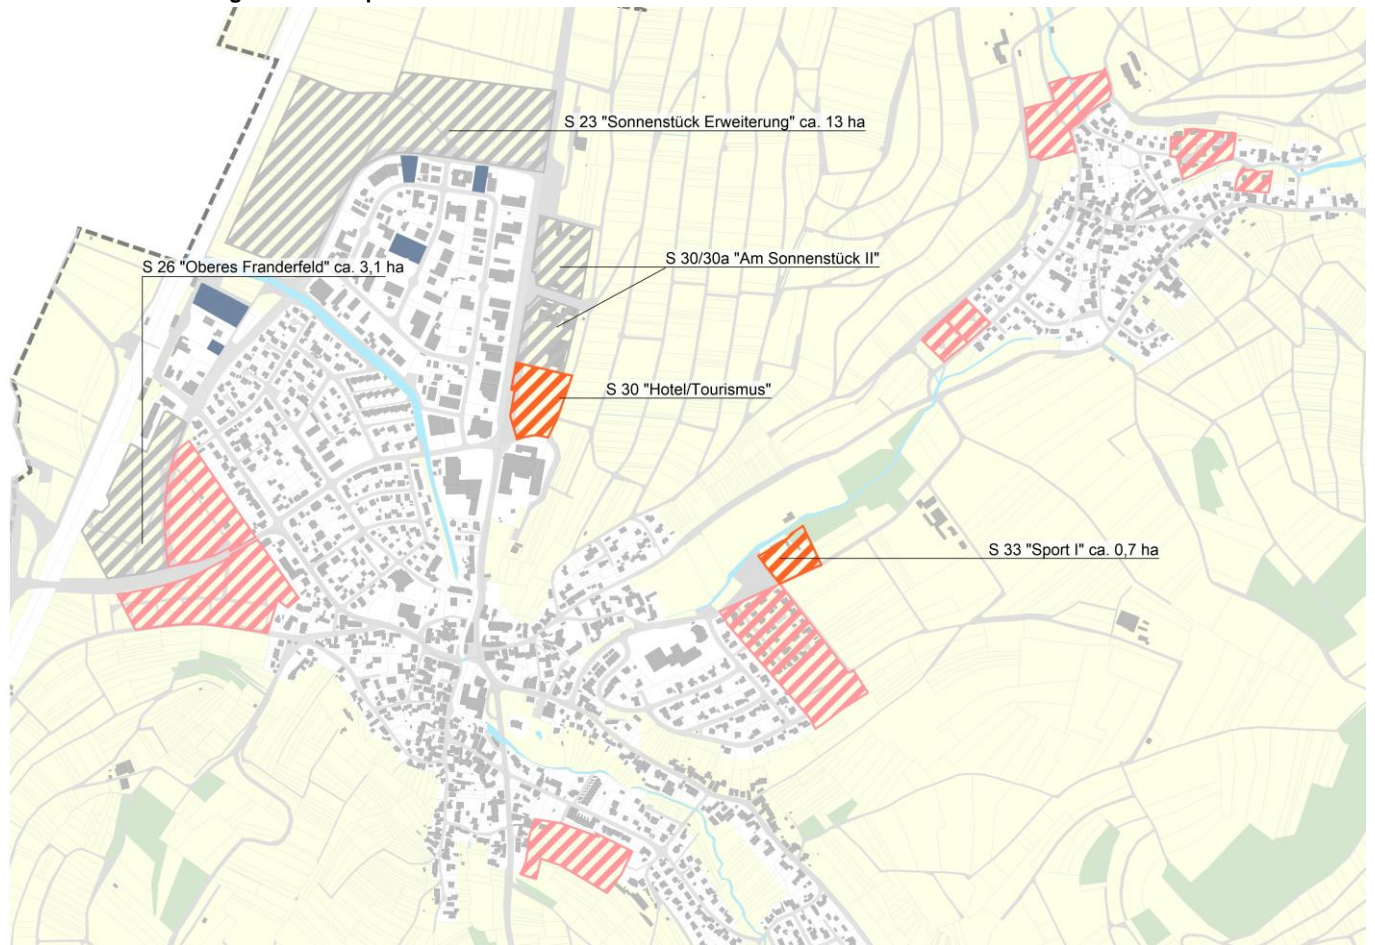 S 23 "Sonnenstück Erweiterung" ca. 13 ha
S 30/30a "Am Sonnenstück II"
S 26 "Oberes Franderfeld" ca. 3,1 ha
S 30 "Hotel/Tourismus"
S 33 "Sport I" ca. 0,7 ha